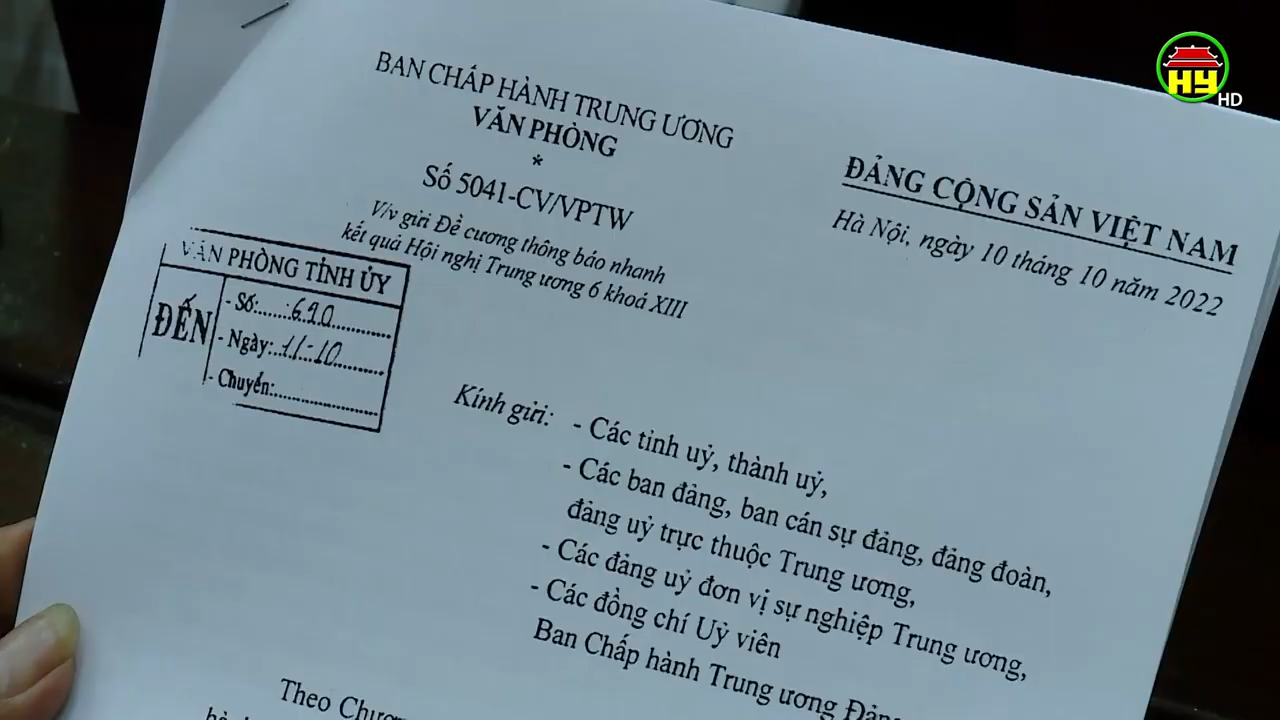 HY
HD
BAN CHẤP HÀNH TRUNG ƯƠNG
VĂN PHÒNG
*
Số 5041-CV/VPTW
V/v gửi Đề cương thông báo nhanh
kết quả Hội nghị Trung ương 6 khoá XIII
ĐẢNG CỘNG SẢN VIỆT NAM
Hà Nội, ngày 10 tháng 10 năm 2022
VĂN PHÒNG TỈNH ỦY
ĐẾN
- Số:......690............
- Ngày:..11-10.......
- Chuyển:..................
Kính gửi:
- Các tỉnh uỷ, thành uỷ,
- Các ban đảng, ban cán sự đảng, đảng đoàn,
đảng uỷ trực thuộc Trung ương,
- Các đảng uỷ đơn vị sự nghiệp Trung ương,
- Các đồng chí Uỷ viên
Ban Chấp hành Trung ương Đảng
Theo